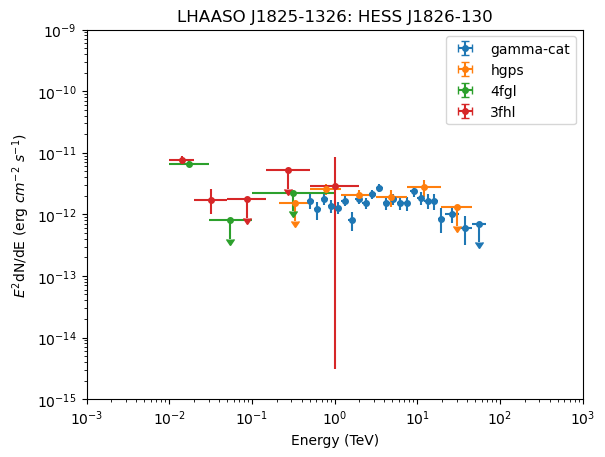 LHAASO J1825-1326: HESS J1826-130
gamma-cat
hgps
4fgl
3fhl
E²dN/dE (erg cm⁻² s⁻¹)
10⁻⁹
10⁻¹⁰
10⁻¹¹
10⁻¹²
10⁻¹³
10⁻¹⁴
10⁻¹⁵
10⁻³ 10⁻² 10⁻¹ 10⁰ 10¹ 10² 10³
Energy (TeV)